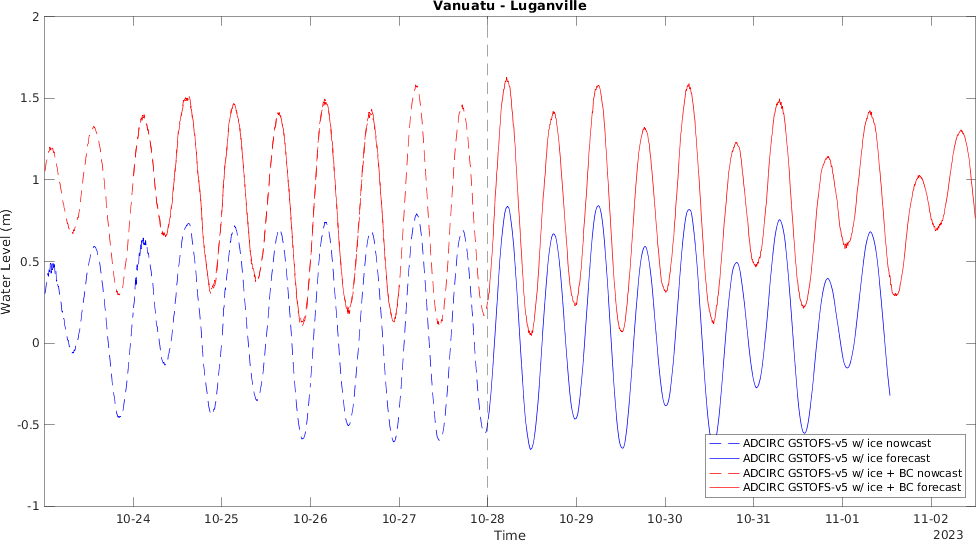 Vanuatu - Luganville
2
1.5
1
0.5
0
-0.5
-1
Water Level (m)
10-24 10-25 10-26 10-27 10-28 10-29 10-30 10-31 11-01 11-02
Time
2023
ADCIRC GSTOFS-v5 w/ ice nowcast
ADCIRC GSTOFS-v5 w/ ice forecast
ADCIRC GSTOFS-v5 w/ ice + BC nowcast
ADCIRC GSTOFS-v5 w/ ice + BC forecast